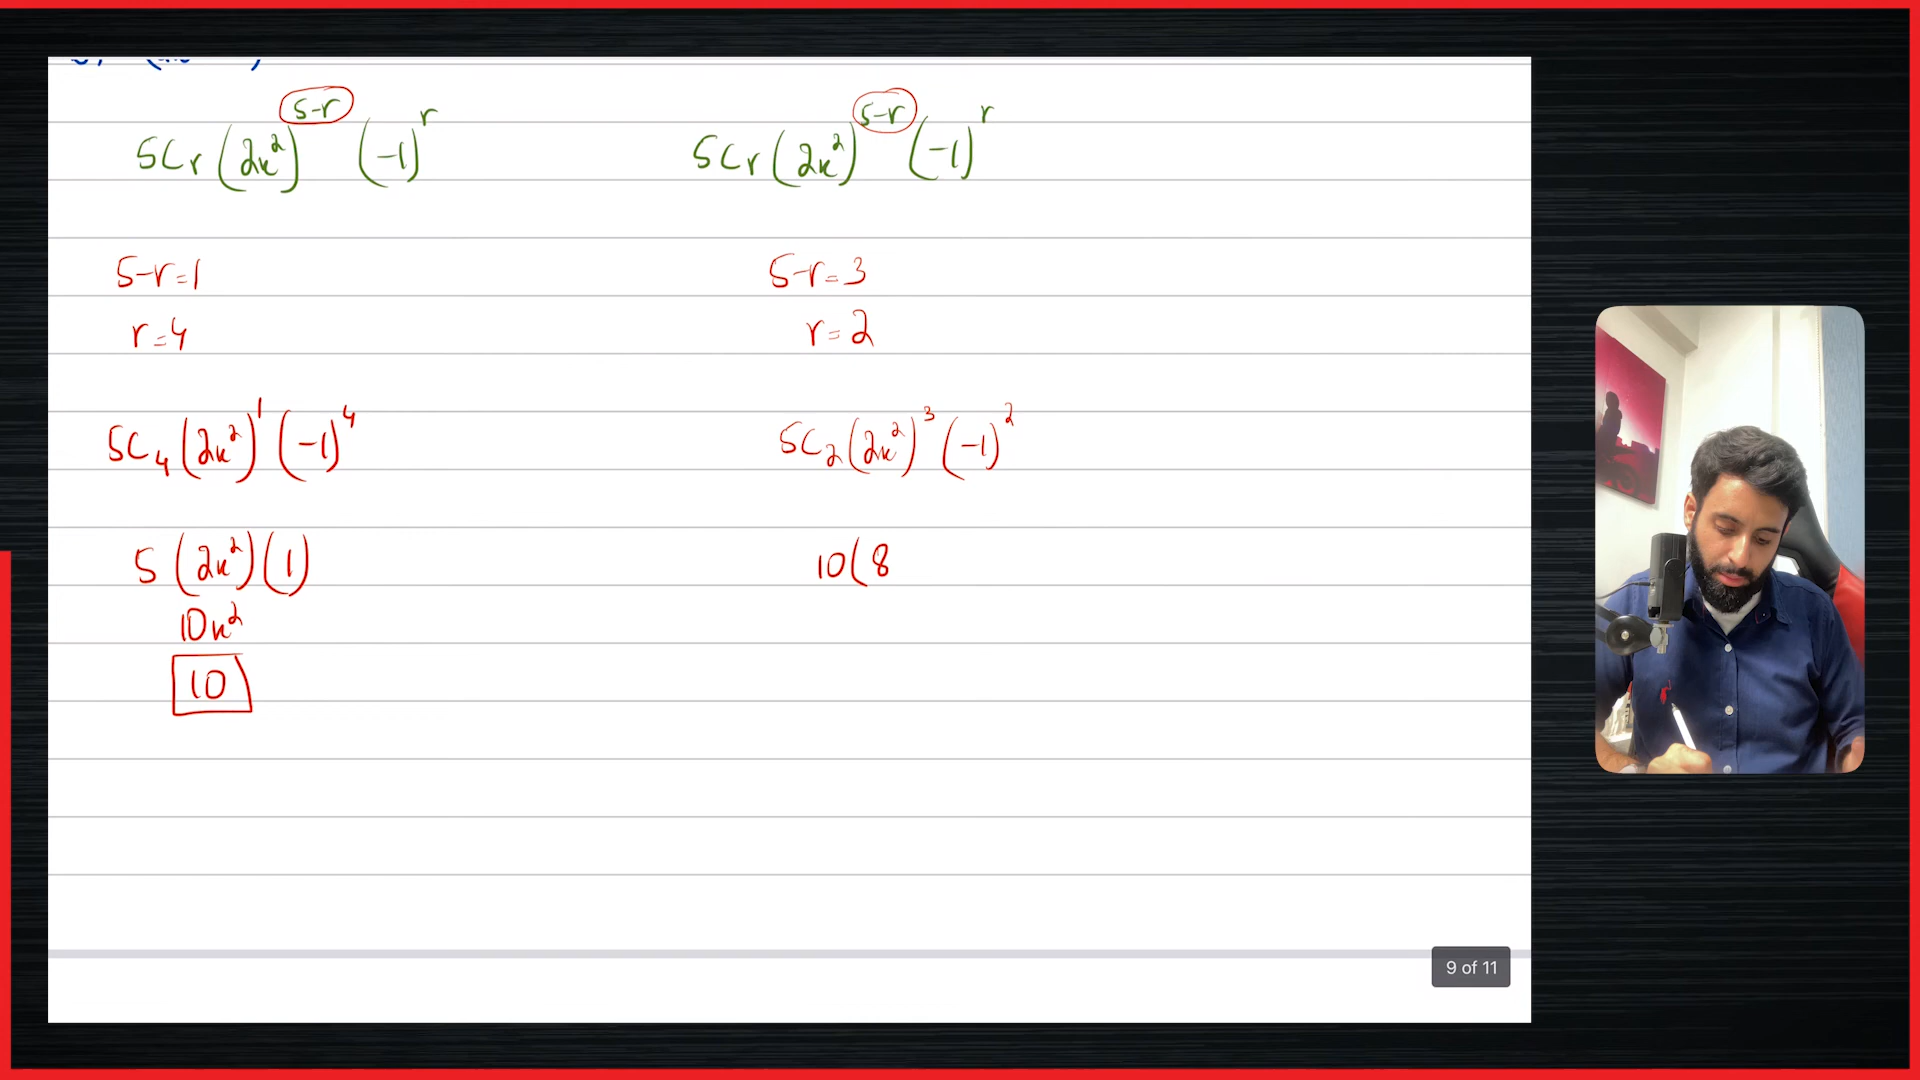 5Cr (2x²)^5-r (-1)^r
5Cr (2x²)^5-r (-1)^r
5-r=1
r=4
5C₄ (2x²)¹ (-1)⁴
5 (2x²) (1)
10x²
10
5-r=3
r=2
5C₂ (2x²)³ (-1)²
10(8
9 of 11